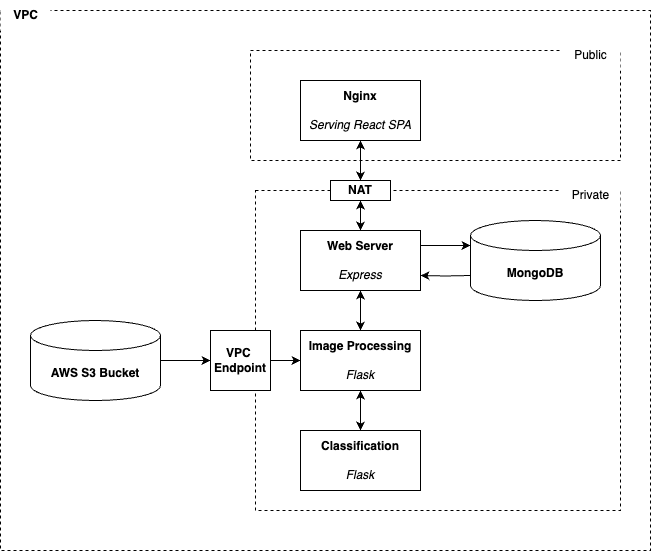 VPC
Public
Nginx
Serving React SPA
NAT
Private
Web Server
Express
MongoDB
Image Processing
Flask
VPC
Endpoint
AWS S3 Bucket
Classification
Flask